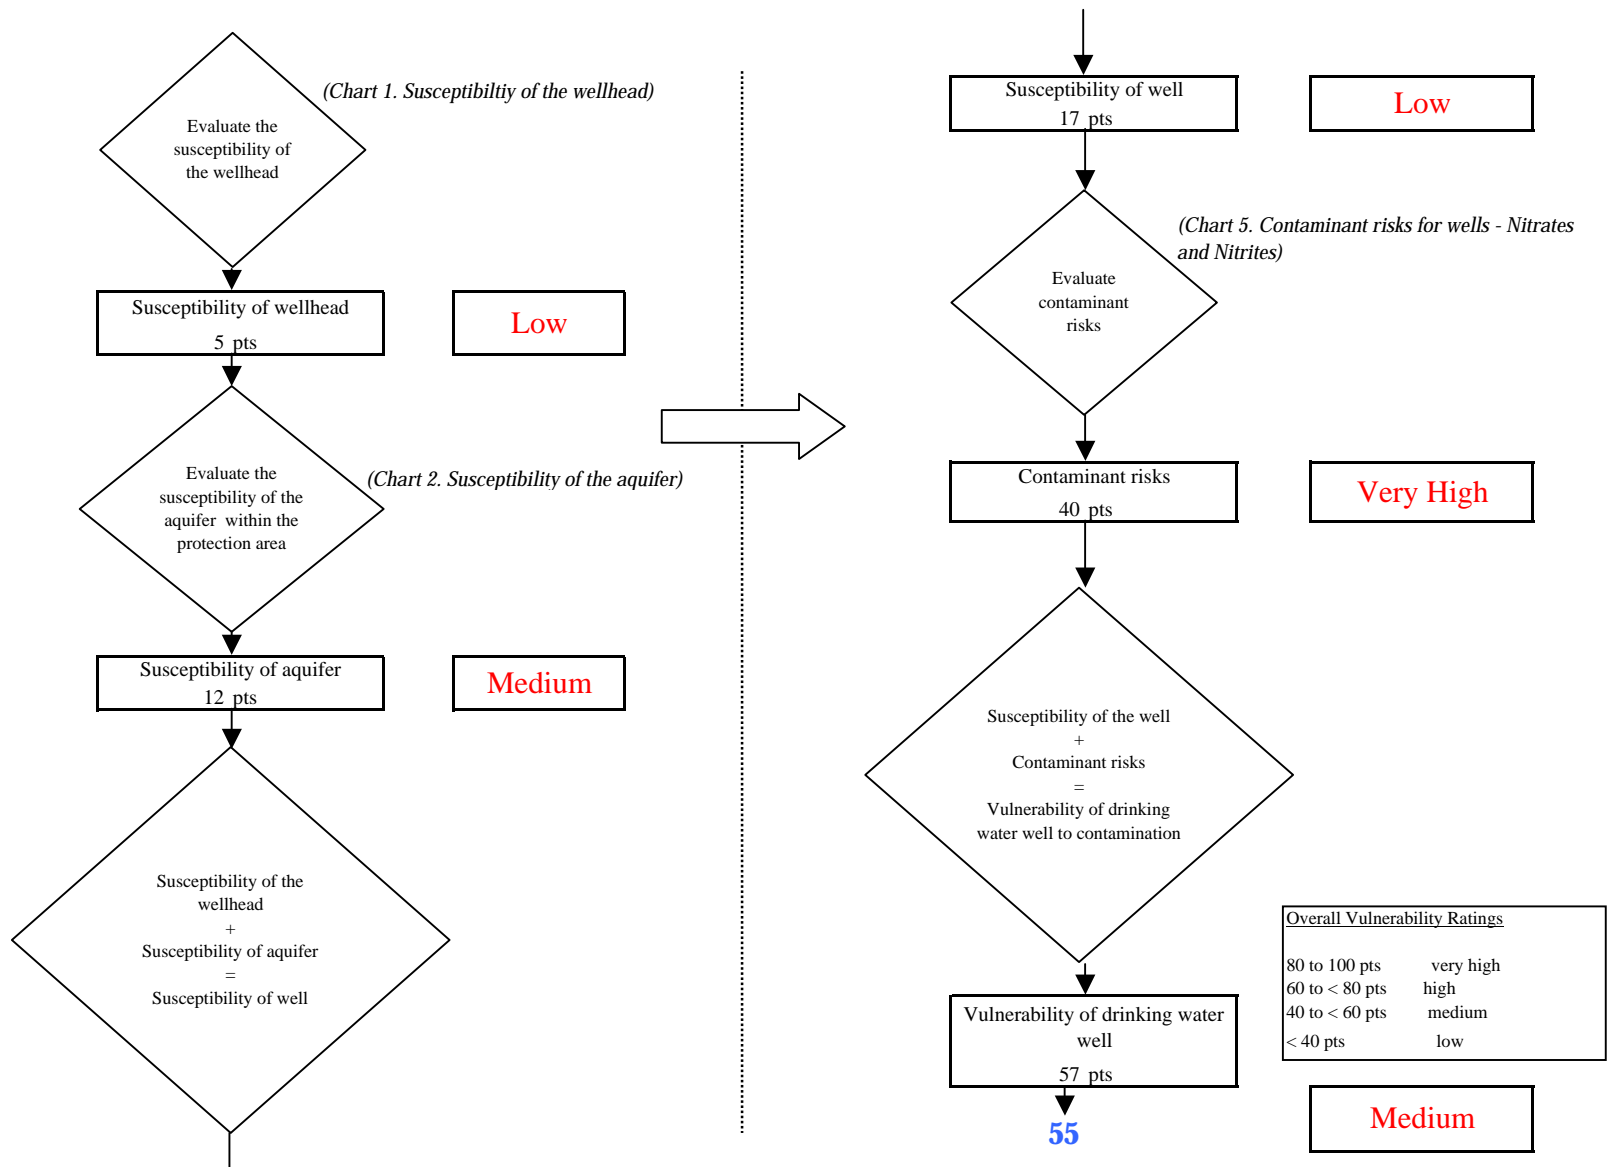 (Chart 1. Susceptibiltiy of the wellhead)
Evaluate the
susceptibility of
the wellhead
Susceptibility of wellhead
5 pts
Low
Evaluate the
susceptibility of the
aquifer within the
protection area
(Chart 2. Susceptibility of the aquifer)
Susceptibility of aquifer
12 pts
Medium
Susceptibility of the
wellhead
+
Susceptibility of aquifer
=
Susceptibility of well
Susceptibility of well
17 pts
Low
(Chart 5. Contaminant risks for wells - Nitrates
and Nitrites)
Evaluate
contaminant
risks
Contaminant risks
40 pts
Very High
Susceptibility of the well
+
Contaminant risks
=
Vulnerability of drinking
water well to contamination
Overall Vulnerability Ratings
80 to 100 pts very high
60 to < 80 pts high
40 to < 60 pts medium
< 40 pts low
Vulnerability of drinking water
well
57 pts
55
Medium